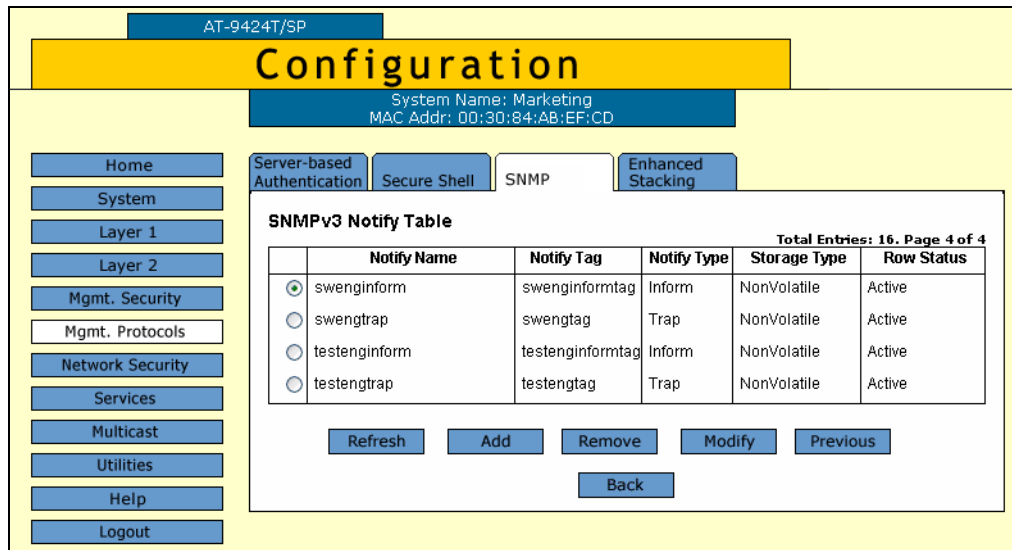 AT-9424T/SP
Configuration
System Name: Marketing
MAC Addr: 00:30:84:AB:EF:CD
Home
System
Layer 1
Layer 2
Mgmt. Security
Mgmt. Protocols
Network Security
Services
Multicast
Utilities
Help
Logout
Server-based
Authentication
Secure Shell
SNMP
Enhanced
Stacking
SNMPv3 Notify Table
Total Entries: 16. Page 4 of 4
Notify Name Notify Tag Notify Type Storage Type Row Status
swenginform swenginformtag Inform NonVolatile Active
swengtrap swengtag Trap NonVolatile Active
testenginform testenginformtag Inform NonVolatile Active
testengtrap testengtag Trap NonVolatile Active
Refresh Add Remove Modify Previous
Back